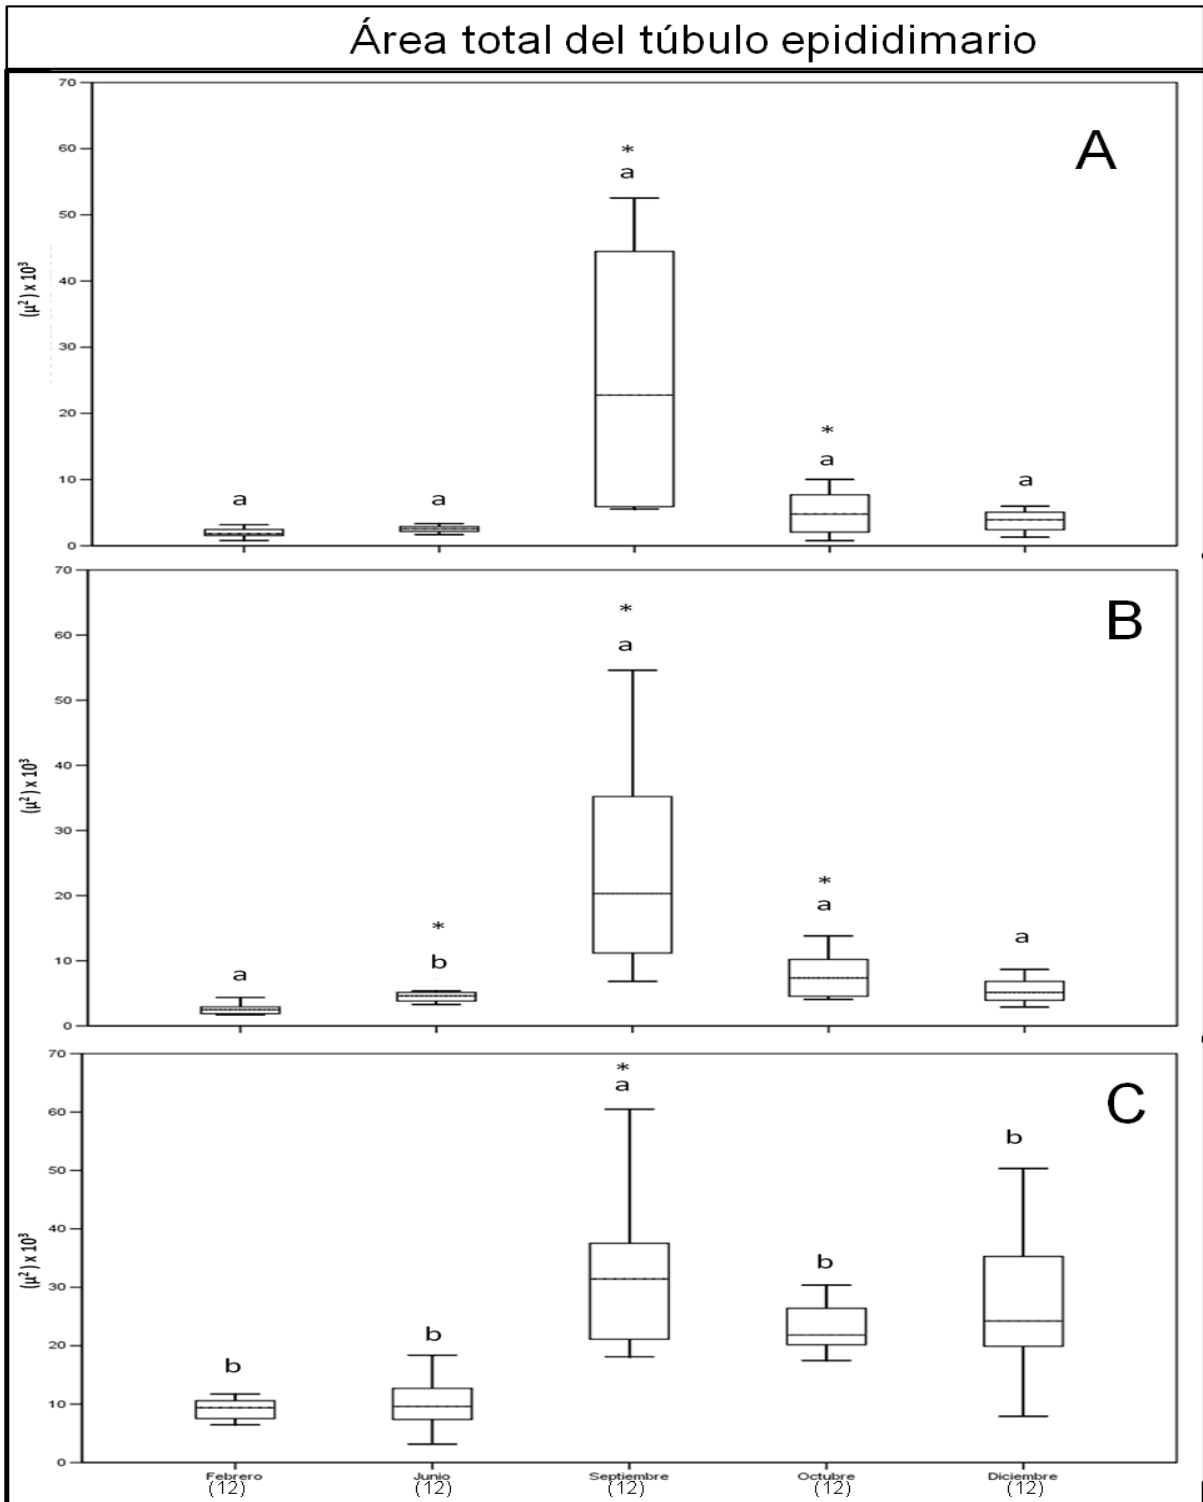 Área total del túbulo epididimario
A
(µ²) x 10³
70
60
50
40
30
20
10
0
a
a
*
a
*
a
a
B
(µ²) x 10³
70
60
50
40
30
20
10
0
a
*
b
*
a
*
a
a
C
(µ²) x 10³
70
60
50
40
30
20
10
0
b
b
*
a
b
b
Febrero Junio Septiembre Octubre Diciembre
(12) (12) (12) (12) (12)